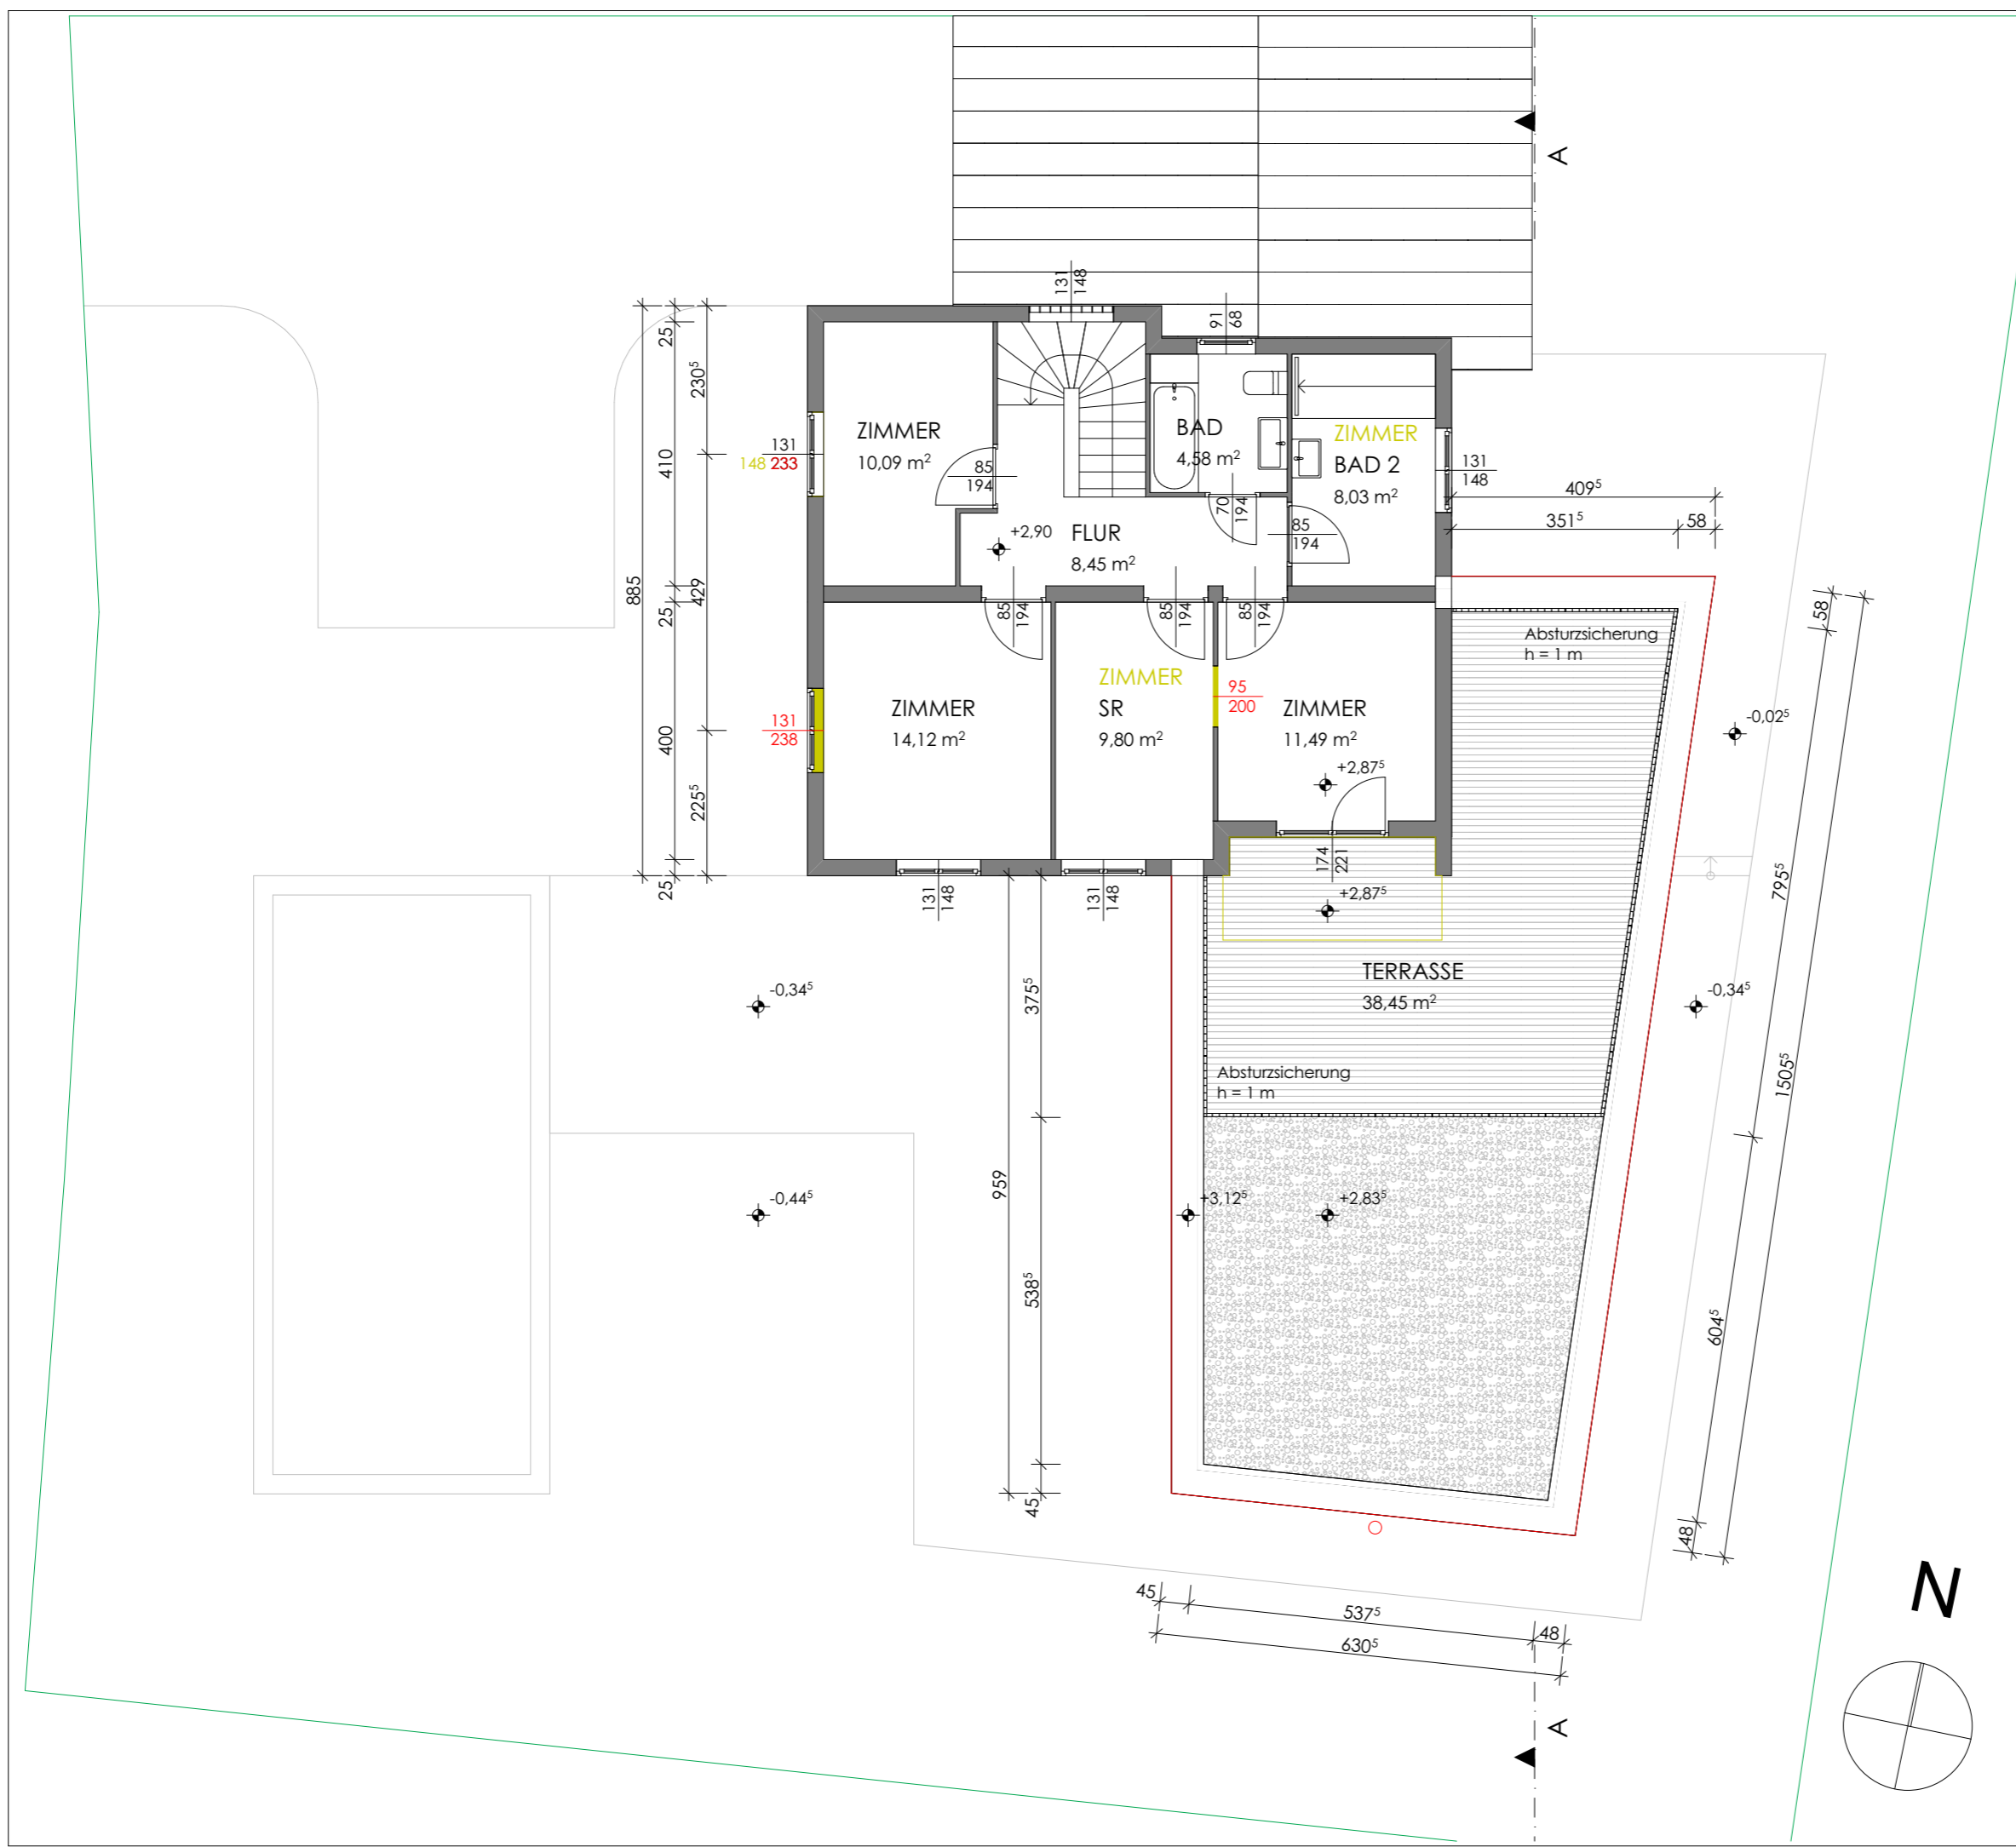 A
131
148
91
68
25
230⁵
885
410
429
25
400
225⁵
25
131
148 233
131
238
ZIMMER
10,09 m²
85
194
BAD
4,58 m²
ZIMMER
BAD 2
8,03 m²
131
148
70
194
85
194
+2,90
FLUR
8,45 m²
85
194
85
194
85
194
409⁵
351⁵
58
Absturzsicherung
h = 1 m
58
ZIMMER
14,12 m²
ZIMMER
SR
9,80 m²
95
200
ZIMMER
11,49 m²
+2,87⁵
-0,02⁵
131
148
131
148
174
221
+2,87⁵
795⁵
TERRASSE
38,45 m²
-0,34⁵
-0,34⁵
375⁵
Absturzsicherung
h = 1 m
1505⁵
959
-0,44⁵
+3,12⁵
+2,83⁵
538⁵
604⁵
45
48
45
537⁵
48
630⁵
N
A